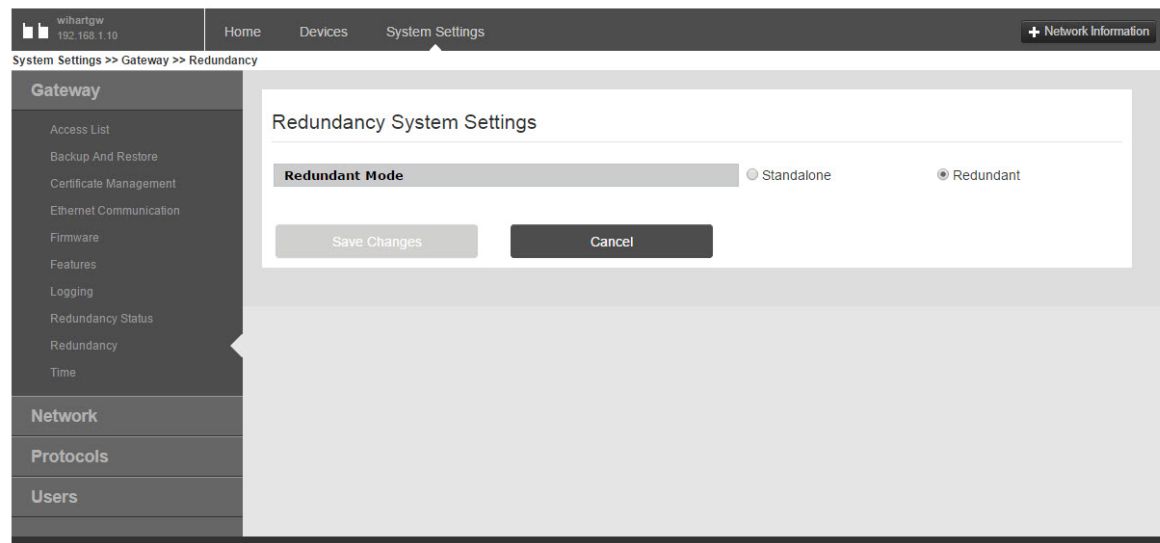 wihartgw
192.168.1.10
Home Devices System Settings
+ Network Information
System Settings >> Gateway >> Redundancy
Gateway
Access List
Backup And Restore
Certificate Management
Ethernet Communication
Firmware
Features
Logging
Redundancy Status
Redundancy
Time
Network
Protocols
Users
Redundancy System Settings
Redundant Mode Standalone Redundant
Save Changes Cancel